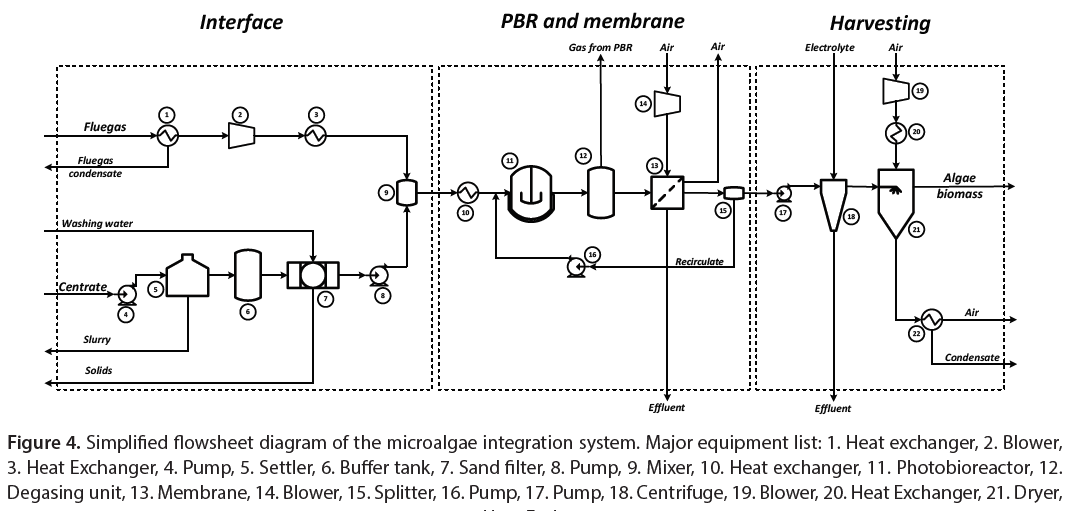 Interface
PBR and membrane
Harvesting
Gas from PBR
Air
Air
Electrolyte
Air
1
2
3
Fluegas
Fluegas
condensate
9
10
11
12
13
14
15
16
Recirculate
17
18
19
20
21
Algae
biomass
Washing water
Centrate
4
5
6
7
8
Slurry
Solids
22
Air
Condensate
Effluent
Effluent
Figure 4. Simplified flowsheet diagram of the microalgae integration system. Major equipment list: 1. Heat exchanger, 2. Blower,
3. Heat Exchanger, 4. Pump, 5. Settler, 6. Buffer tank, 7. Sand filter, 8. Pump, 9. Mixer, 10. Heat exchanger, 11. Photobioreactor, 12.
Degasing unit, 13. Membrane, 14. Blower, 15. Splitter, 16. Pump, 17. Pump, 18. Centrifuge, 19. Blower, 20. Heat Exchanger, 21. Dryer,